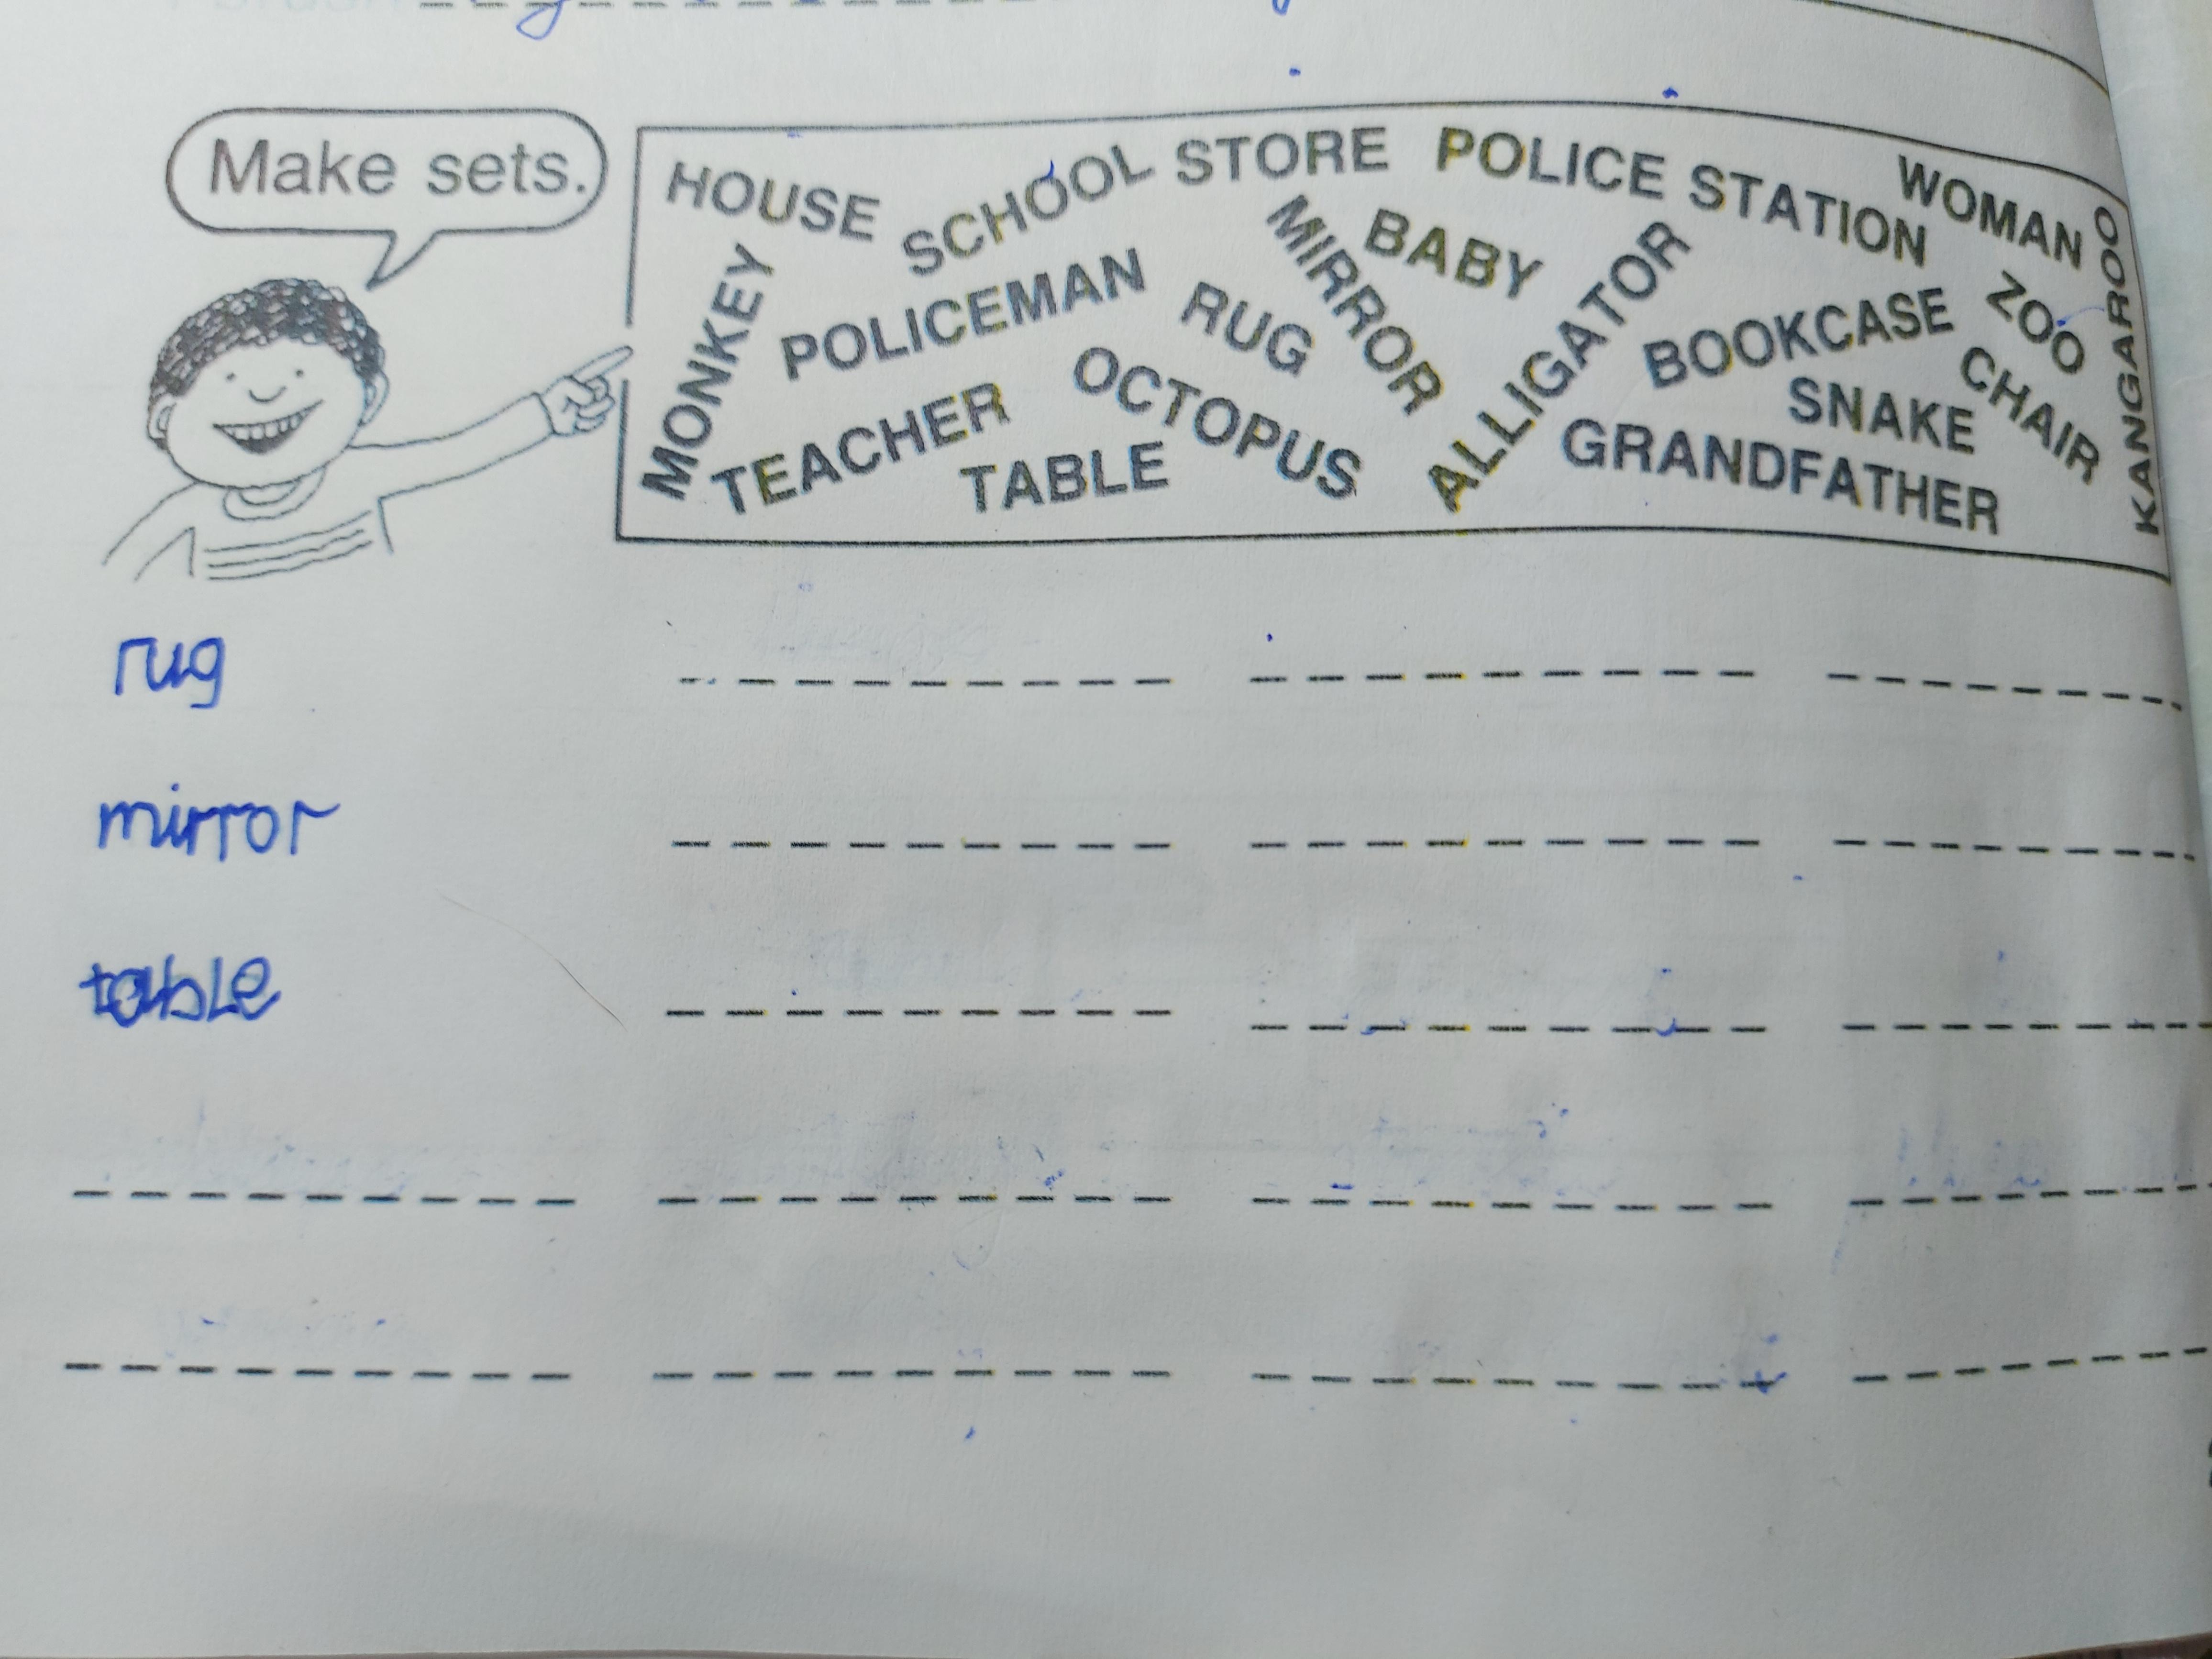 Make sets.
HOUSE SCHOOL STORE POLICE STATION WOMAN
MONKEY POLICEMAN RUG MIRROR BABY ALLIGATOR BOOKCASE ZOO KANGAROO
TEACHER TABLE OCTOPUS GRANDFATHER SNAKE CHAIR
rug
mirror
table